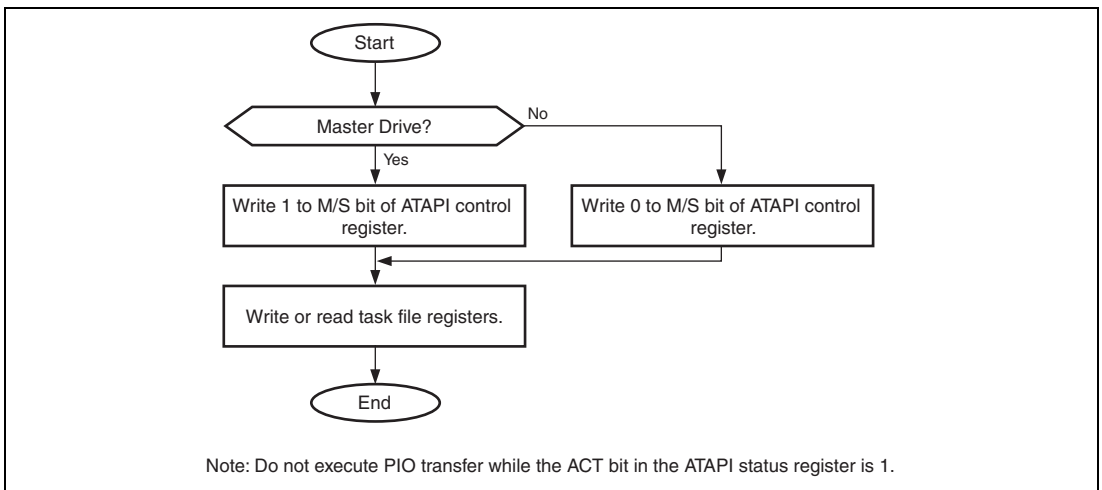 Start
Master Drive?
No
Yes
Write 1 to M/S bit of ATAPI control
register.
Write 0 to M/S bit of ATAPI control
register.
Write or read task file registers.
End
Note: Do not execute PIO transfer while the ACT bit in the ATAPI status register is 1.